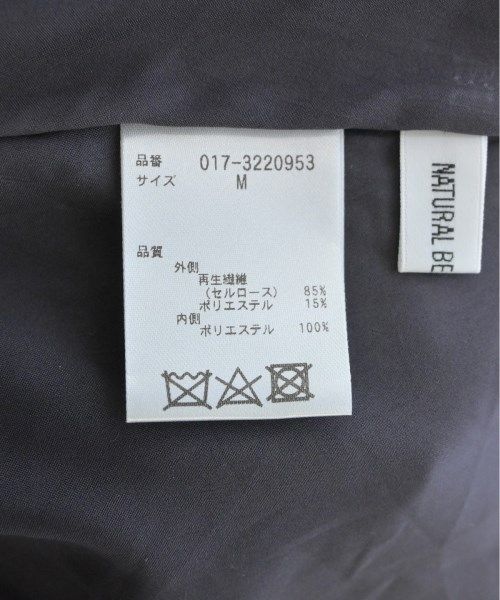 品番 017-3220953
サイズ M
品質
外側
再生繊維
(セルロース) 85%
ポリエステル 15%
内側
ポリエステル 100%
NATURAL BE